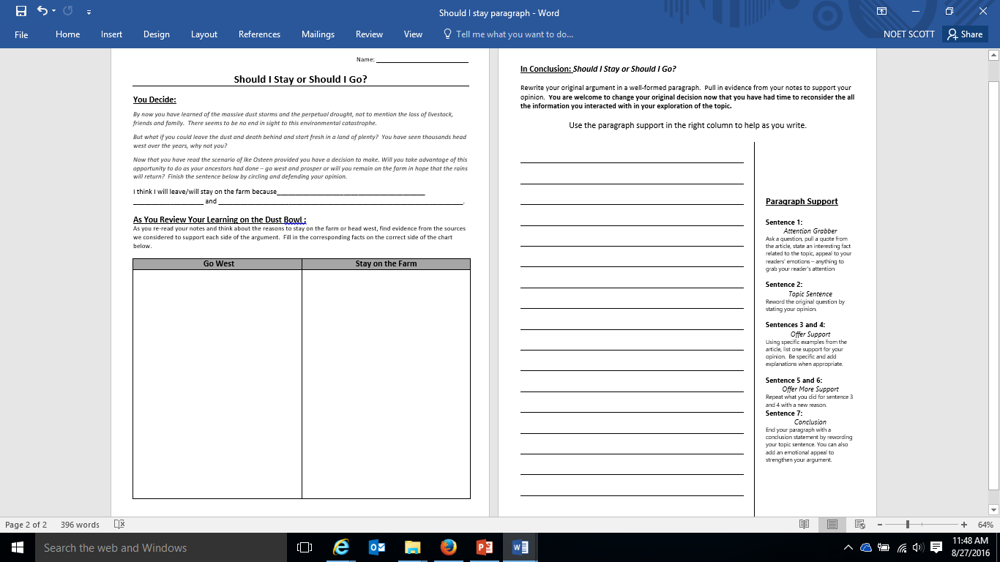 Should I stay paragraph - Word
File
Home
Insert
Design
Layout
References
Mailings
Review
View
Tell me what you want to do...
NOET SCOTT
Share
Name:
Should I Stay or Should I Go?
You Decide:
By now you have learned of the massive dust storms and the perpetual drought, not to mention the loss of livestock,
friends and family. There seems to be no end in sight to this environmental catastrophe.
But what if you could leave the dust and death behind and start fresh in a land of plenty? You have seen thousands head
west over the years, why not you?
Now that you have read the scenario of Ike Osteen provided you have a decision to make. Will you take advantage of this
opportunity to do as your ancestors had done – go west and prosper or will you remain on the farm in hope that the rains
will return? Finish the sentence below by circling and defending your opinion.
I think I will leave/will stay on the farm because
and .
As You Review Your Learning on the Dust Bowl :
As you re-read your notes and think about the reasons to stay on the farm or head west, find evidence from the sources
we considered to support each side of the argument. Fill in the corresponding facts on the correct side of the chart
below.
Go West
Stay on the Farm
In Conclusion: Should I Stay or Should I Go?
Rewrite your original argument in a well-formed paragraph. Pull in evidence from your notes to support your
opinion. You are welcome to change your original decision now that you have had time to reconsider the all
the information you interacted with in your exploration of the topic.
Use the paragraph support in the right column to help as you write.
Paragraph Support
Sentence 1:
Attention Grabber
Ask a question, pull a quote from
the article, state an interesting fact
related to the topic, appeal to your
readers' emotions – anything to
grab your reader's attention
Sentence 2:
Topic Sentence
Reword the original question by
stating your opinion.
Sentences 3 and 4:
Offer Support
Using specific examples from the
article, list one support for your
opinion. Be specific and add
explanations when appropriate.
Sentence 5 and 6:
Offer More Support
Repeat what you did for sentence 3
and 4 with a new reason.
Sentence 7:
Conclusion
End your paragraph with a
conclusion statement by rewording
your topic sentence. You can also
add an emotional appeal to
strengthen your argument.
Page 2 of 2
396 words
64%
Search the web and Windows
11:48 AM
8/27/2016